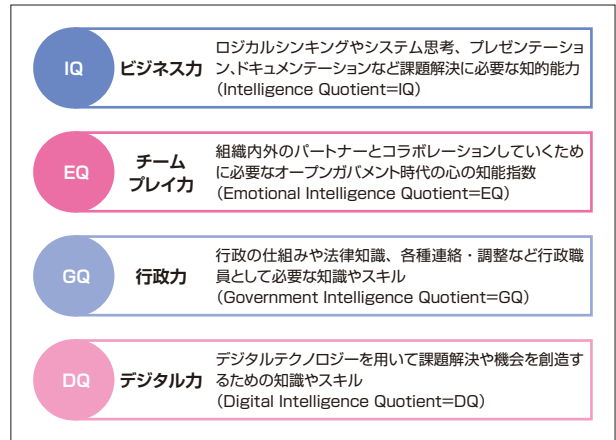 IQ
ビジネス力
ロジカルシンキングやシステム思考、プレゼンテーショ
ン、ドキュメンテーションなど課題解決に必要な知的能力
（Intelligence Quotient=IQ）
EQ
チーム
プレイ力
組織内外のパートナーとコラボレーションしていくため
に必要なオープンガバメント時代の心の知能指数
（Emotional Intelligence Quotient=EQ）
GQ
行政力
行政の仕組みや法律知識、各種連絡・調整など行政職
員として必要な知識やスキル
（Government Intelligence Quotient=GQ）
DQ
デジタル力
デジタルテクノロジーを用いて課題解決や機会を創造す
るための知識やスキル
（Digital Intelligence Quotient=DQ）